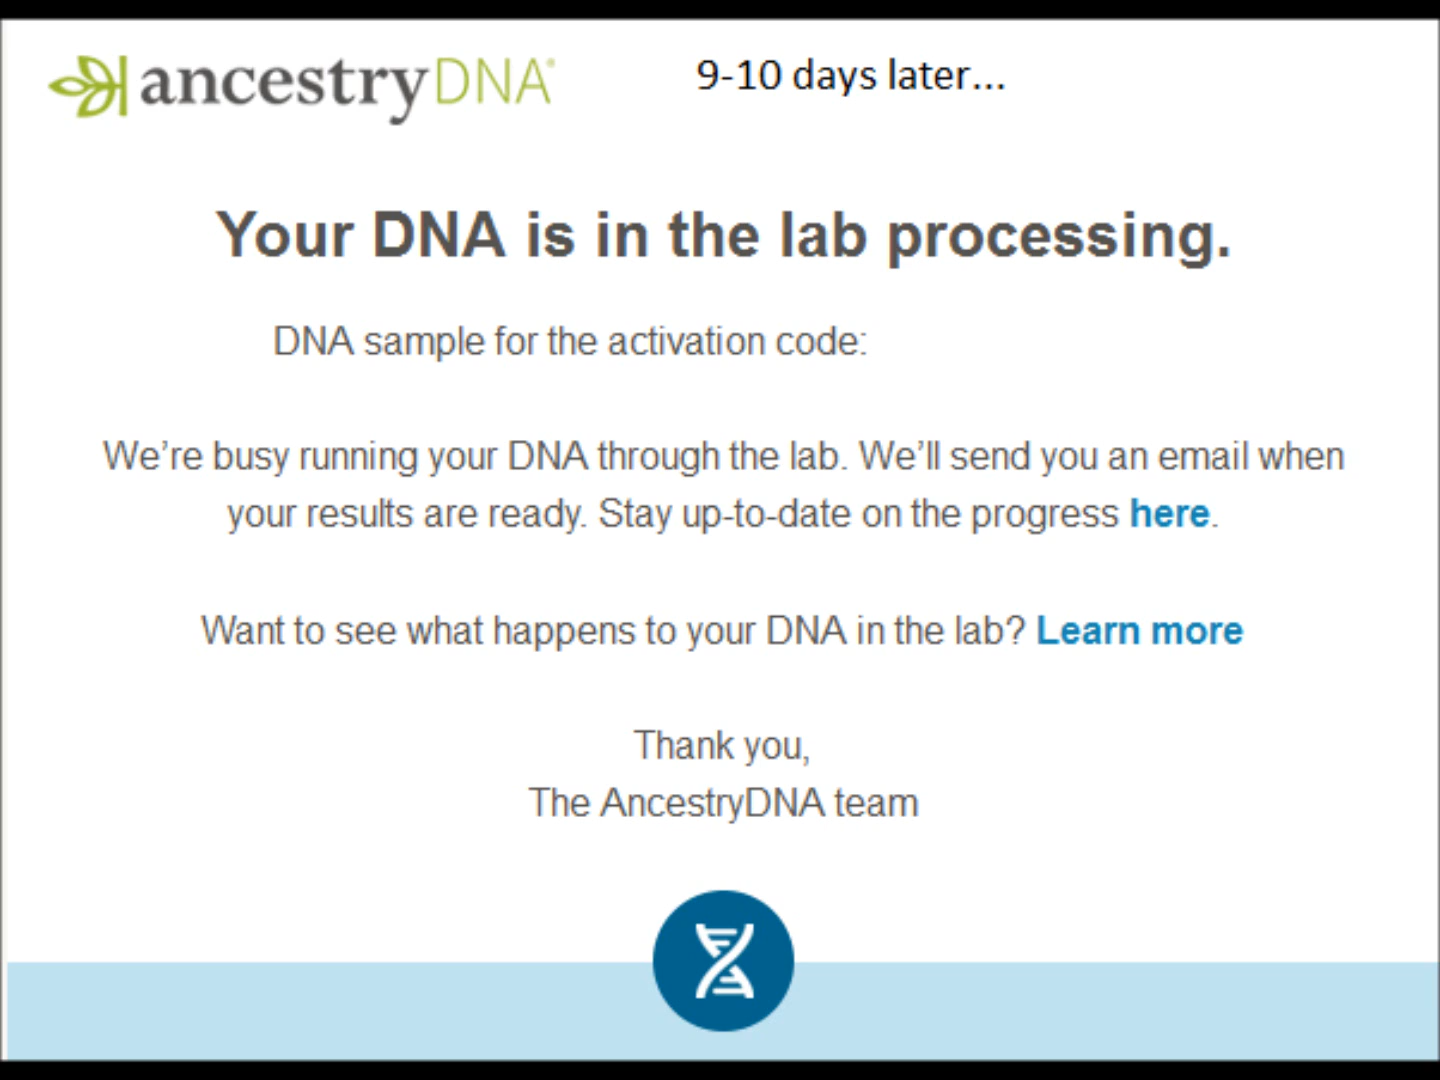 ancestryDNA®
9-10 days later...
Your DNA is in the lab processing.
DNA sample for the activation code:
We’re busy running your DNA through the lab. We’ll send you an email when
your results are ready. Stay up-to-date on the progress here.
Want to see what happens to your DNA in the lab? Learn more
Thank you,
The AncestryDNA team